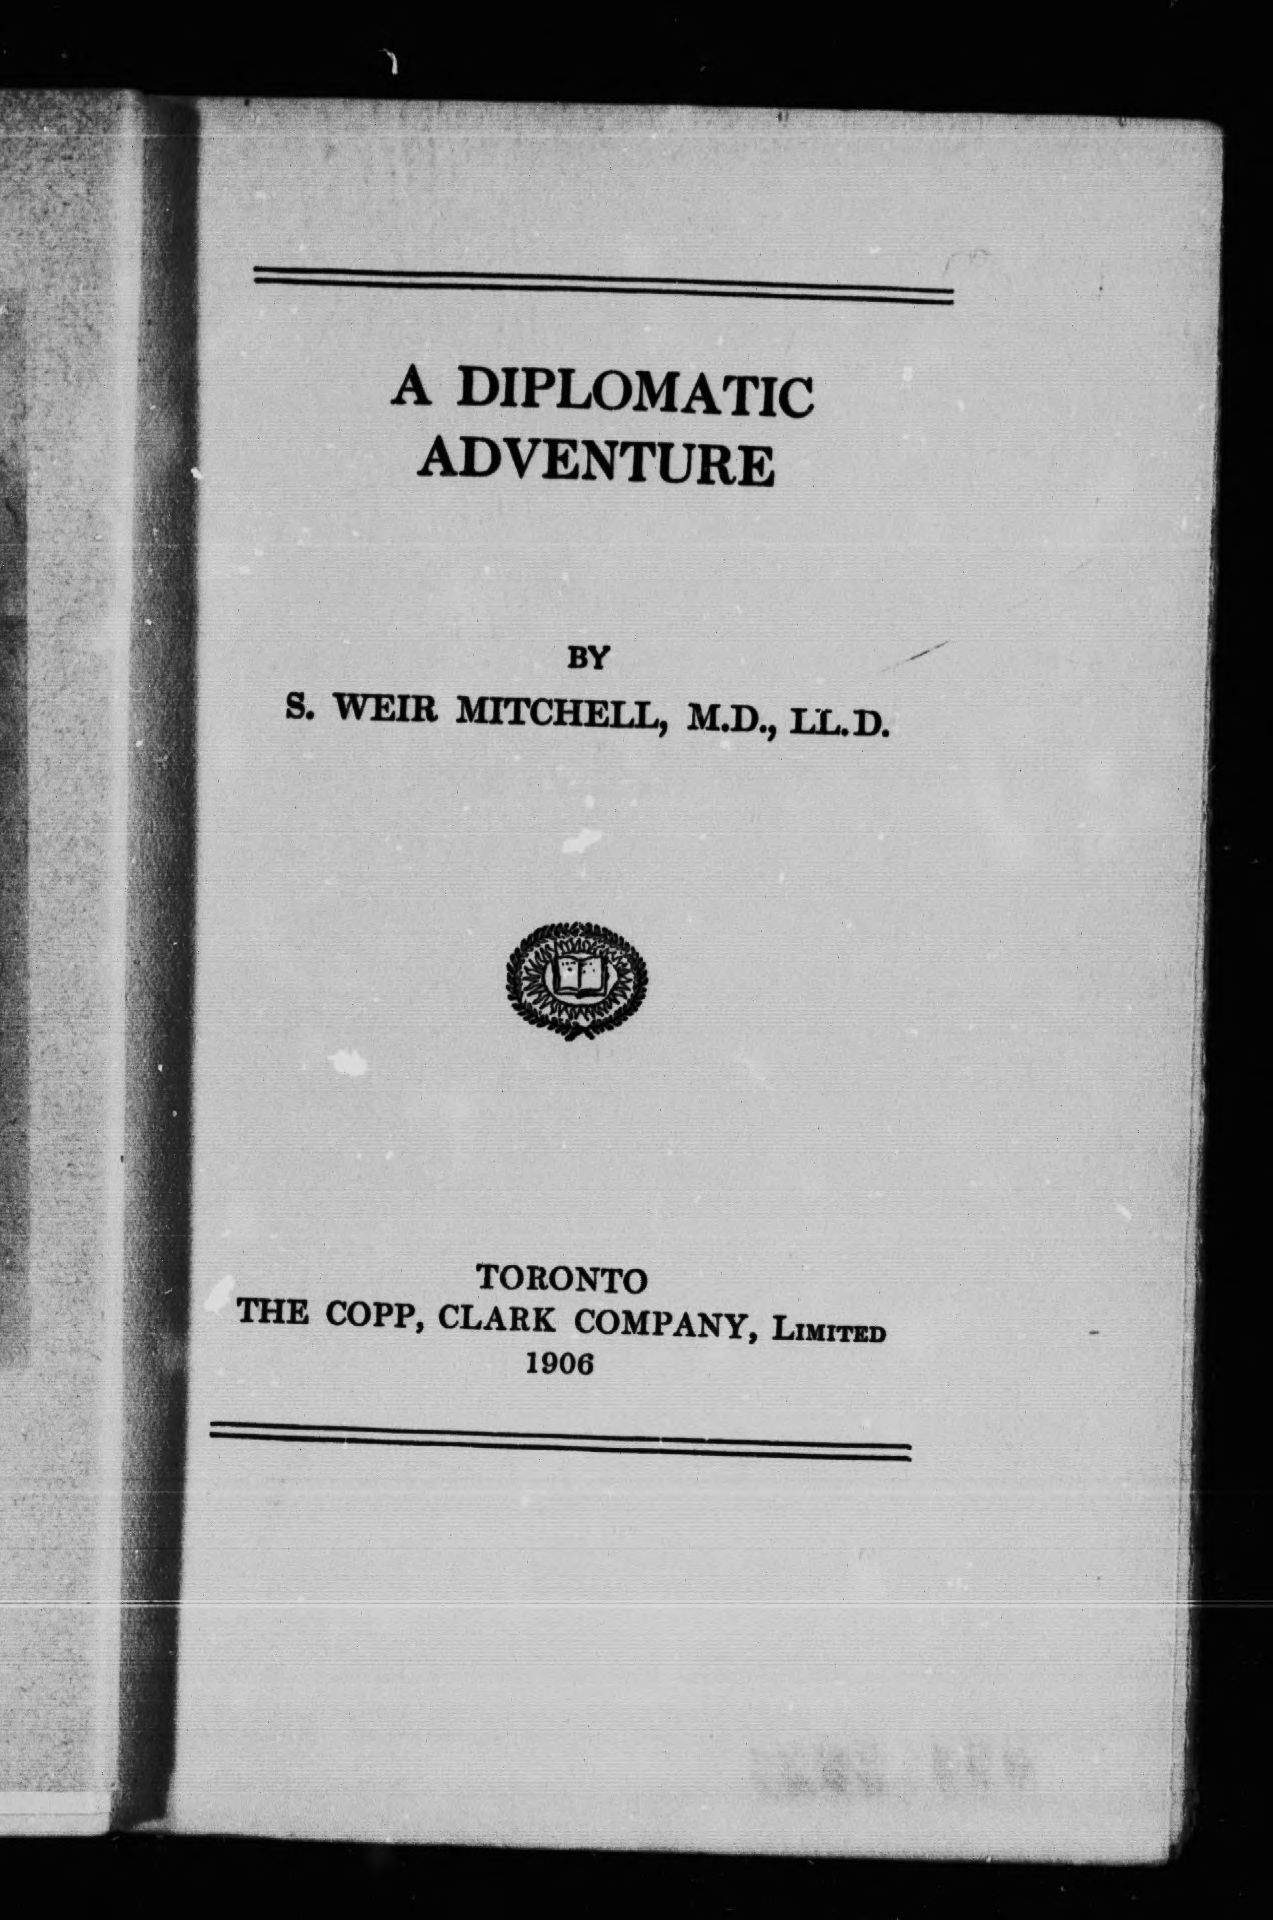 A DIPLOMATIC
ADVENTURE
BY
S. WEIR MITCHELL, M.D., LL.D.
TORONTO
THE COPP, CLARK COMPANY, LIMITED
1906